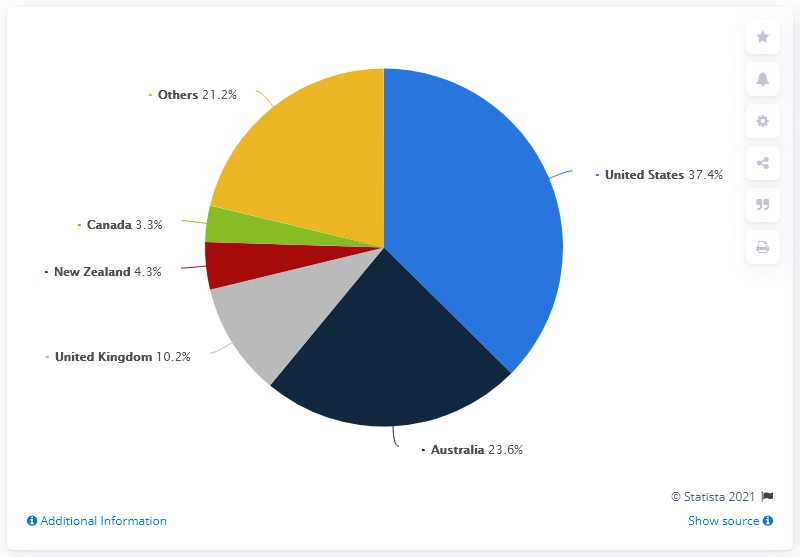 Others 21.2%
United States 37.4%
Canada 3.3%
New Zealand 4.3%
United Kingdom 10.2%
Australia 23.6%
© Statista 2021
Additional Information
Show source